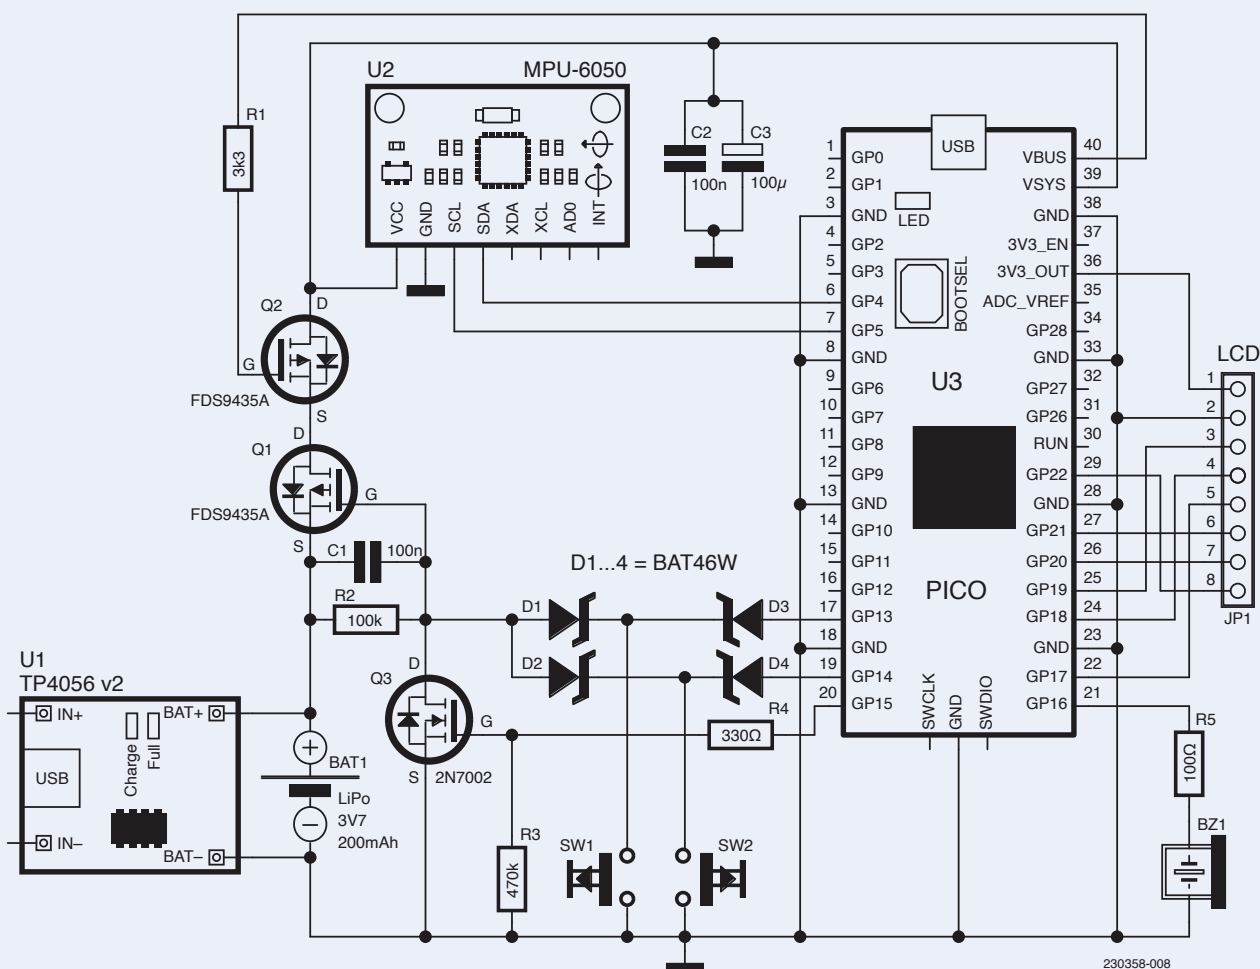 R1
3k3
U2
MPU-6050
VCC
GND
SCL
SDA
XDA
XCL
AD0
INT
C2
100n
C3
100µ
USB
LED
BOOTSEL
U3
PICO
1
GP0
2
GP1
3
GND
4
GP2
5
GP3
6
GP4
7
GP5
8
GND
9
GP6
10
GP7
11
GP8
12
GP9
13
GND
14
GP10
15
GP11
16
GP12
17
GP13
18
GND
19
GP14
20
GP15
VBUS
40
VSYS
39
GND
38
3V3_EN
37
3V3_OUT
36
ADC_VREF
35
GP28
34
GND
33
GP27
32
GP26
31
RUN
30
GP22
29
GND
28
GP21
27
GP20
26
GP19
25
GP18
24
GND
23
GP17
22
GP16
21
SWCLK
GND
SWDIO
LCD
1
2
3
4
5
6
7
8
JP1
Q2
D
G
FDS9435A
S
D
Q1
G
FDS9435A
S
C1
100n
R2
100k
D1...4 = BAT46W
D1
D3
D2
D4
R4
330Ω
D
Q3
G
S
2N7002
R3
470k
SW1
SW2
R5
100Ω
BZ1
U1
TP4056 v2
IN+
BAT+
USB
Charge
Full
IN–
BAT–
+
BAT1
LiPo
–
3V7
200mAh
230358-008